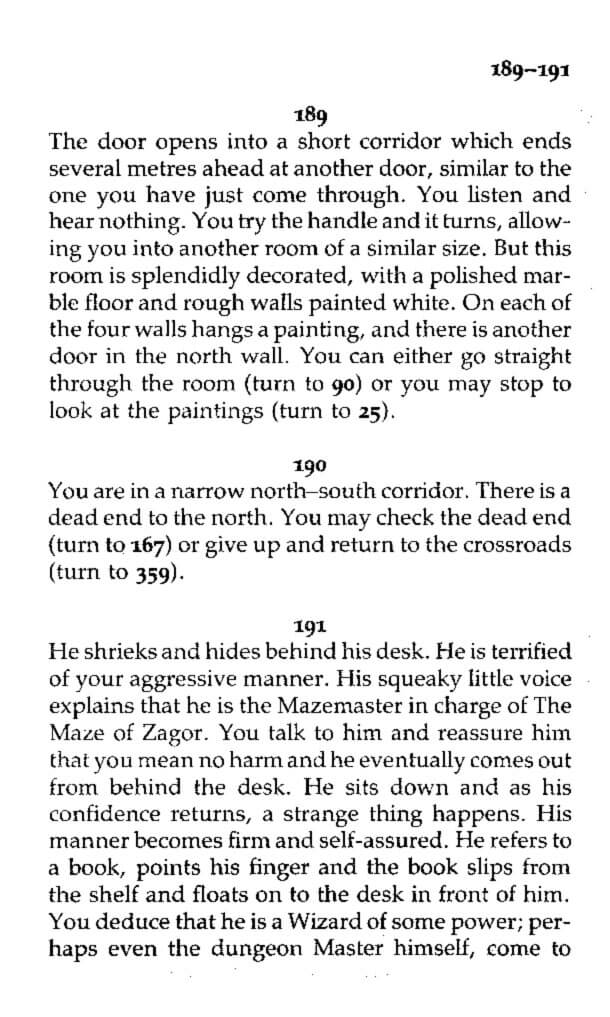 189–191
189
The door opens into a short corridor which ends
several metres ahead at another door, similar to the
one you have just come through. You listen and
hear nothing. You try the handle and it turns, allow-
ing you into another room of a similar size. But this
room is splendidly decorated, with a polished mar-
ble floor and rough walls painted white. On each of
the four walls hangs a painting, and there is another
door in the north wall. You can either go straight
through the room (turn to 90) or you may stop to
look at the paintings (turn to 25).
190
You are in a narrow north–south corridor. There is a
dead end to the north. You may check the dead end
(turn to 167) or give up and return to the crossroads
(turn to 359).
191
He shrieks and hides behind his desk. He is terrified
of your aggressive manner. His squeaky little voice
explains that he is the Mazemaster in charge of The
Maze of Zagor. You talk to him and reassure him
that you mean no harm and he eventually comes out
from behind the desk. He sits down and as his
confidence returns, a strange thing happens. His
manner becomes firm and self-assured. He refers to
a book, points his finger and the book slips from
the shelf and floats on to the desk in front of him.
You deduce that he is a Wizard of some power; per-
haps even the dungeon Master himself, come to